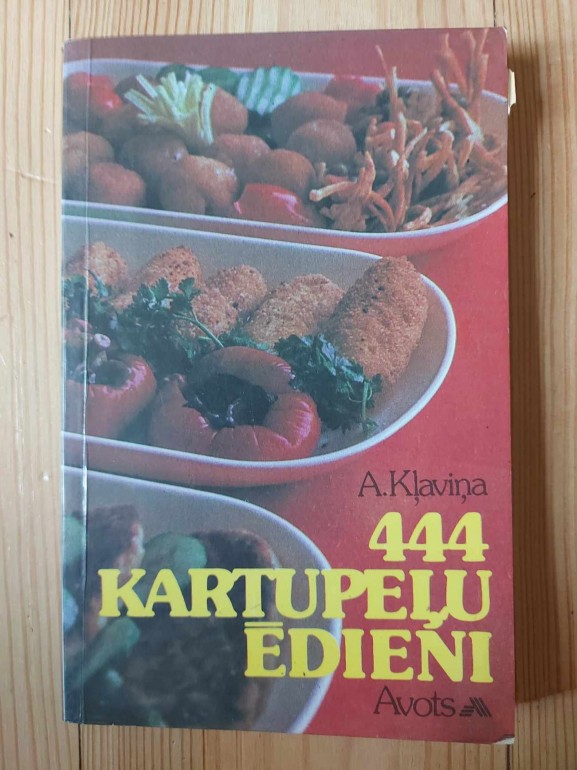 A. Kļaviņa
444
KARTUPEĻU
ĒDIENI
Avots